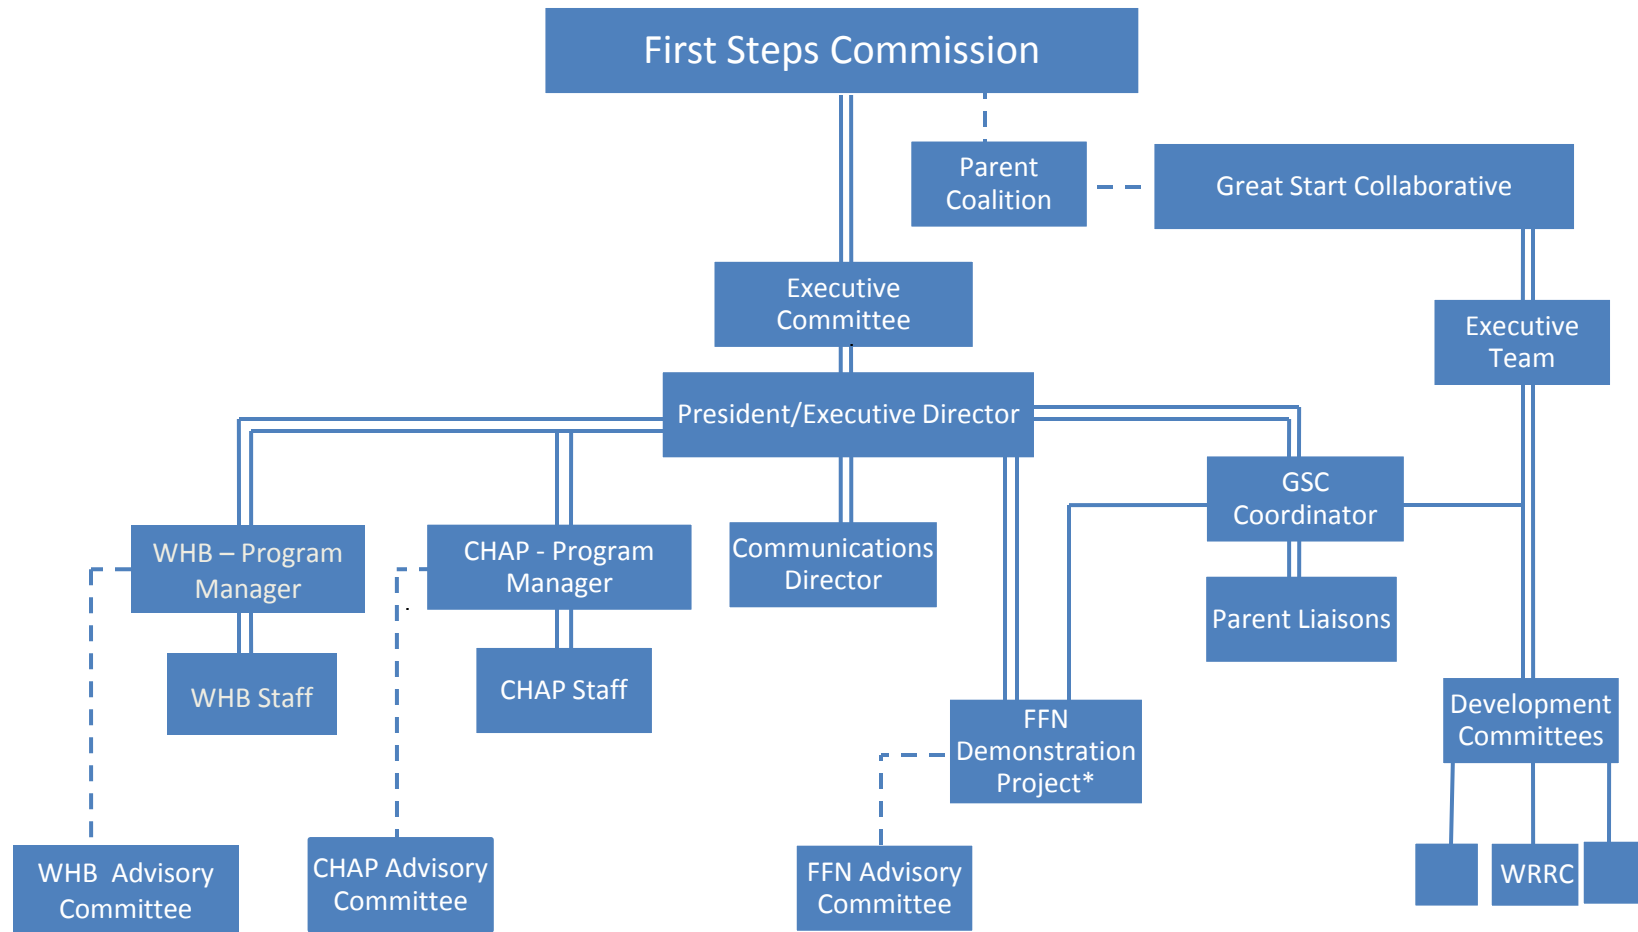 First Steps Commission
Parent
Coalition
Great Start Collaborative
Executive
Committee
Executive
Team
President/Executive Director
GSC
Coordinator
WHB – Program
Manager
CHAP - Program
Manager
Communications
Director
Parent Liaisons
WHB Staff
CHAP Staff
FFN
Demonstration
Project*
Development
Committees
WHB Advisory
Committee
CHAP Advisory
Committee
FFN Advisory
Committee
WRRC